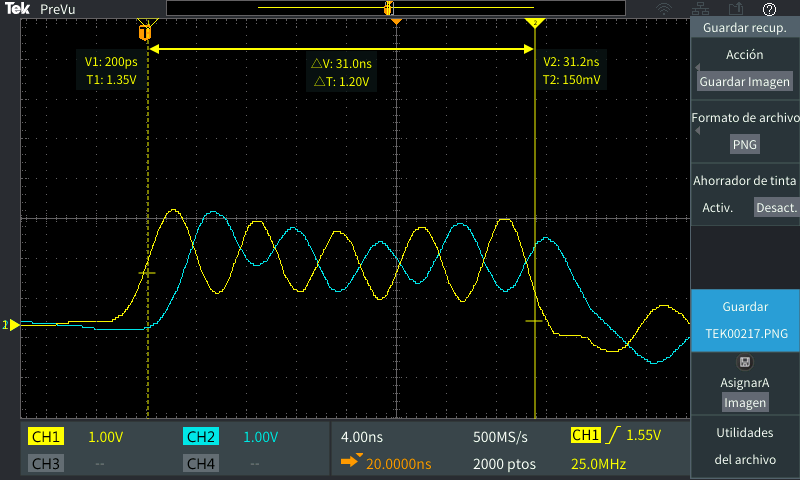 Tek PreVu
T
2
?
Guardar recup.
V1: 200ps
T1: 1.35V
△V: 31.0ns
△T: 1.20V
V2: 31.2ns
T2: 150mV
Acción
Guardar Imagen
Formato de archivo
PNG
Ahorrador de tinta
Activ. Desact.
Guardar
TEK00217.PNG
AsignarA
Imagen
Utilidades
del archivo
CH1 1.00V CH2 1.00V 4.00ns 500MS/s CH1 1.55V
CH3 -- CH4 -- 20.0000ns 2000 ptos 25.0MHz